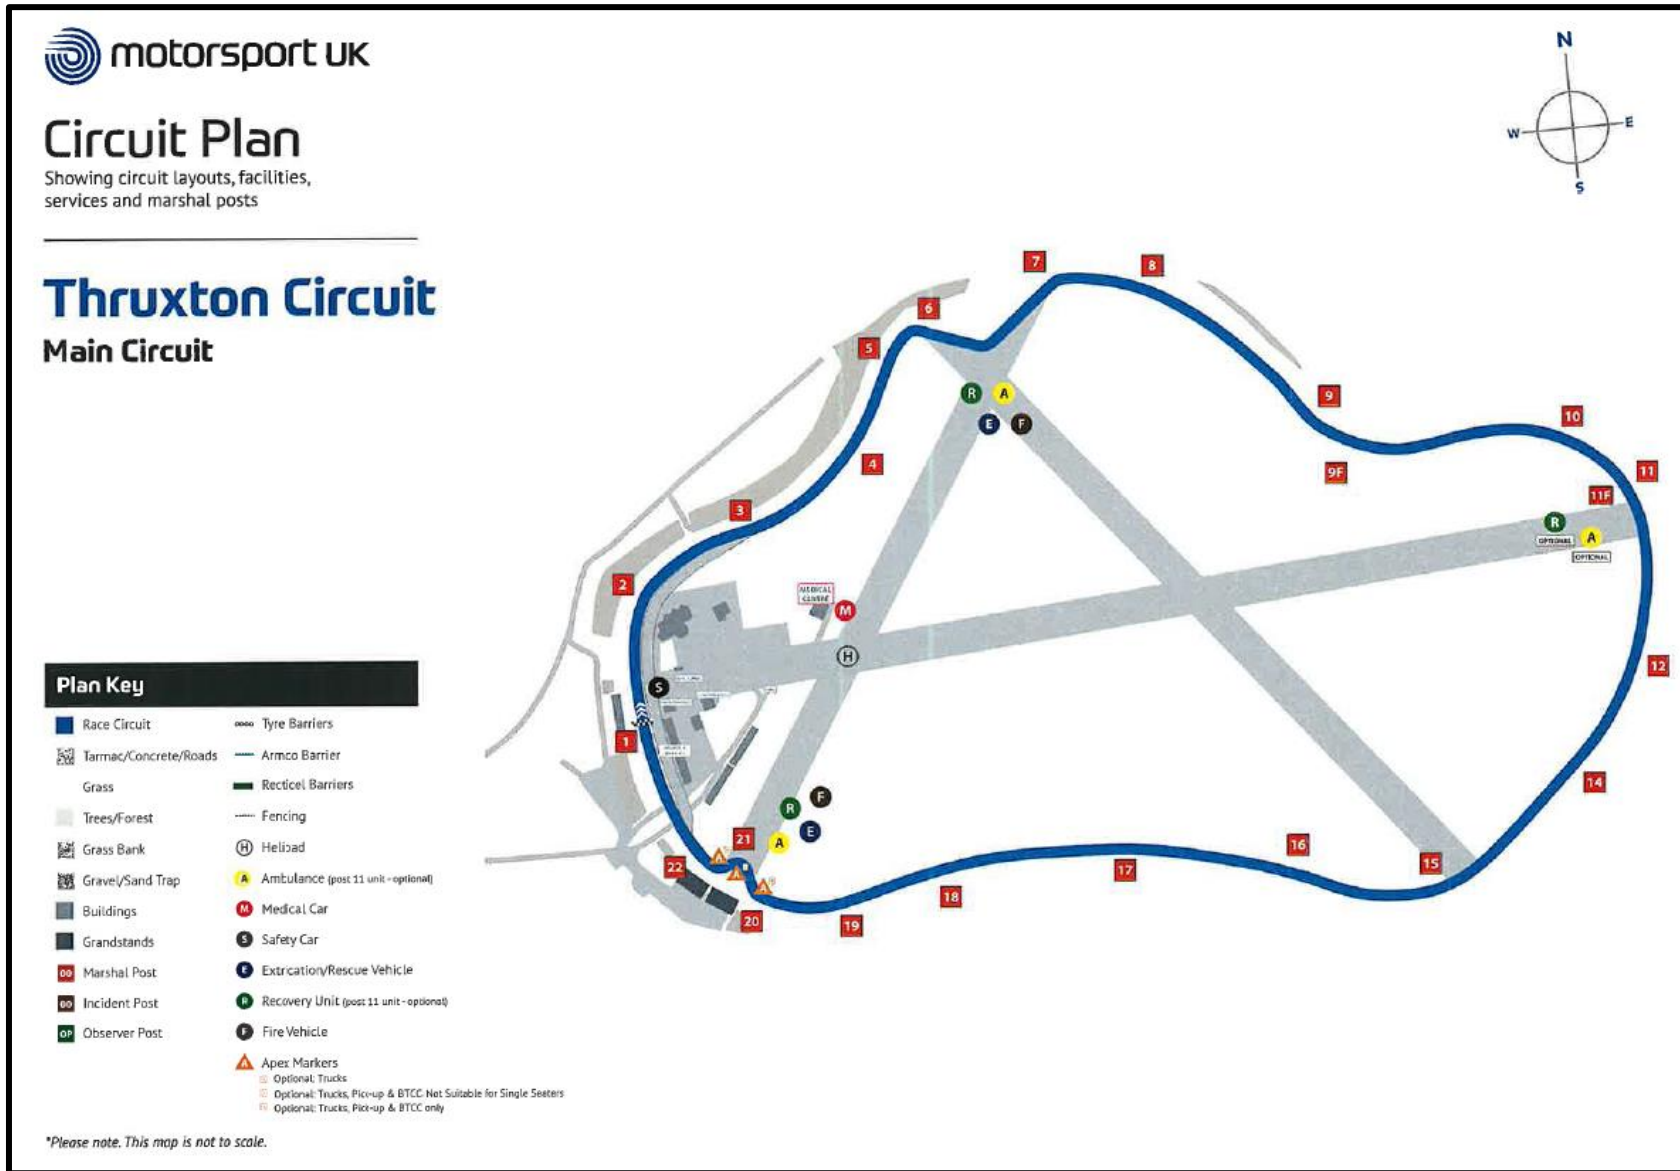 motorsport UK
Circuit Plan
Showing circuit layouts, facilities,
services and marshal posts
Thruxton Circuit
Main Circuit
N
W
E
S
7
8
6
5
R
A
E
F
9
10
4
9F
11
11F
3
R
OPTIONAL
A
OPTIONAL
2
MEDICAL
CENTRE
M
H
12
S
1
14
F
R
E
21
A
16
15
22
17
18
20
19
Plan Key
Race Circuit
Tarmac/Concrete/Roads
Grass
Trees/Forest
Grass Bank
Gravel/Sand Trap
Buildings
Grandstands
00 Marshal Post
00 Incident Post
OP Observer Post
Tyre Barriers
Armco Barrier
Recticel Barriers
Fencing
H Helipad
A Ambulance (post 11 unit - optional)
M Medical Car
S Safety Car
E Extrication/Rescue Vehicle
R Recovery Unit (post 11 unit - optional)
F Fire Vehicle
A Apex Markers
Optional: Trucks
Optional: Trucks, Pick-up & BTCC Not Suitable for Single Seaters
Optional: Trucks, Pick-up & BTCC only
*Please note. This map is not to scale.